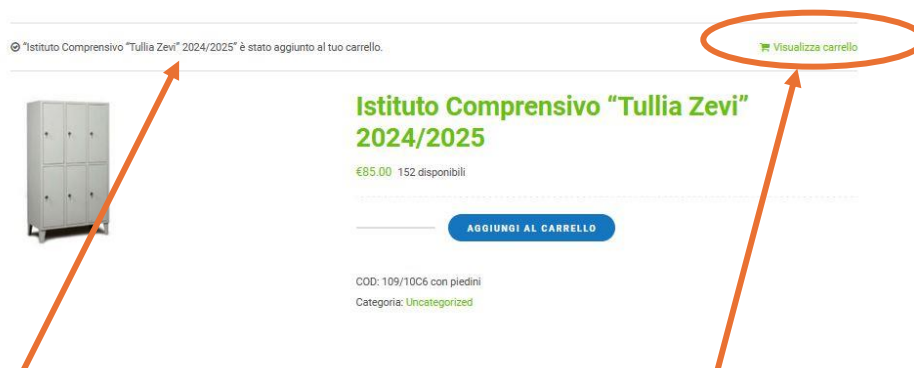 “Istituto Comprensivo “Tullia Zevi” 2024/2025” è stato aggiunto al tuo carrello.
Visualizza carrello
Istituto Comprensivo “Tullia Zevi”
2024/2025
€85.00 152 disponibili
AGGIUNGI AL CARRELLO
COD: 109/10C6 con piedini
Categoria: Uncategorized